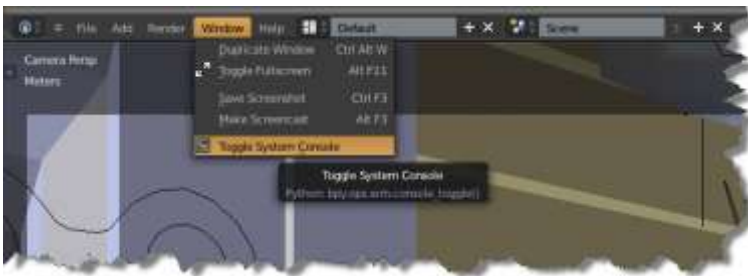 File Add Render Window Help Default Scene
Camera Persp
Meters
Duplicate Window Ctrl Alt W
Toggle Fullscreen Alt F11
Save Screenshot Ctrl F3
Make Screencast Alt F3
Toggle System Console
Toggle System Console
Python: bpy.ops.wm.console_toggle()